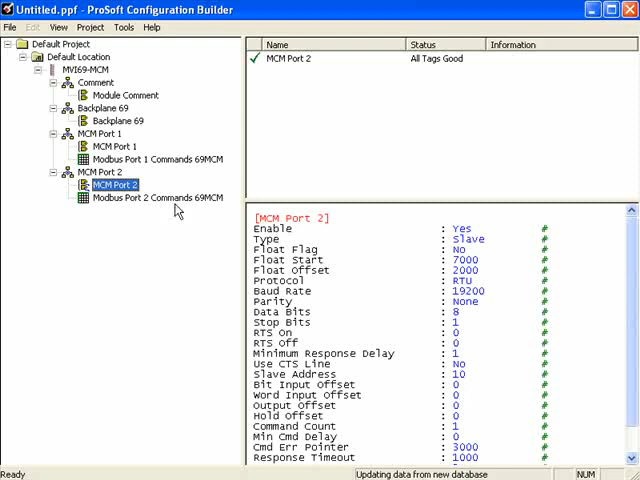 Untitled.ppf - ProSoft Configuration Builder
File Edit View Project Tools Help
Default Project
Default Location
MVI69-MCM
Comment
Module Comment
Backplane 69
Backplane 69
MCM Port 1
MCM Port 1
Modbus Port 1 Commands 69MCM
MCM Port 2
MCM Port 2
Modbus Port 2 Commands 69MCM
Name Status Information
MCM Port 2 All Tags Good
[MCM Port 2]
Enable : Yes #
Type : Slave #
Float Flag : No #
Float Start : 7000 #
Float Offset : 2000 #
Protocol : RTU #
Baud Rate : 19200 #
Parity : None #
Data Bits : 8 #
Stop Bits : 1 #
RTS On : 0 #
RTS Off : 0 #
Minimum Response Delay : 1 #
Use CTS Line : No #
Slave Address : 10 #
Bit Input Offset : 0 #
Word Input Offset : 0 #
Output Offset : 0 #
Hold Offset : 0 #
Command Count : 1 #
Min Cmd Delay : 0 #
Cmd Err Pointer : 3000 #
Response Timeout : 1000 #
Ready Updating data from new database NUM